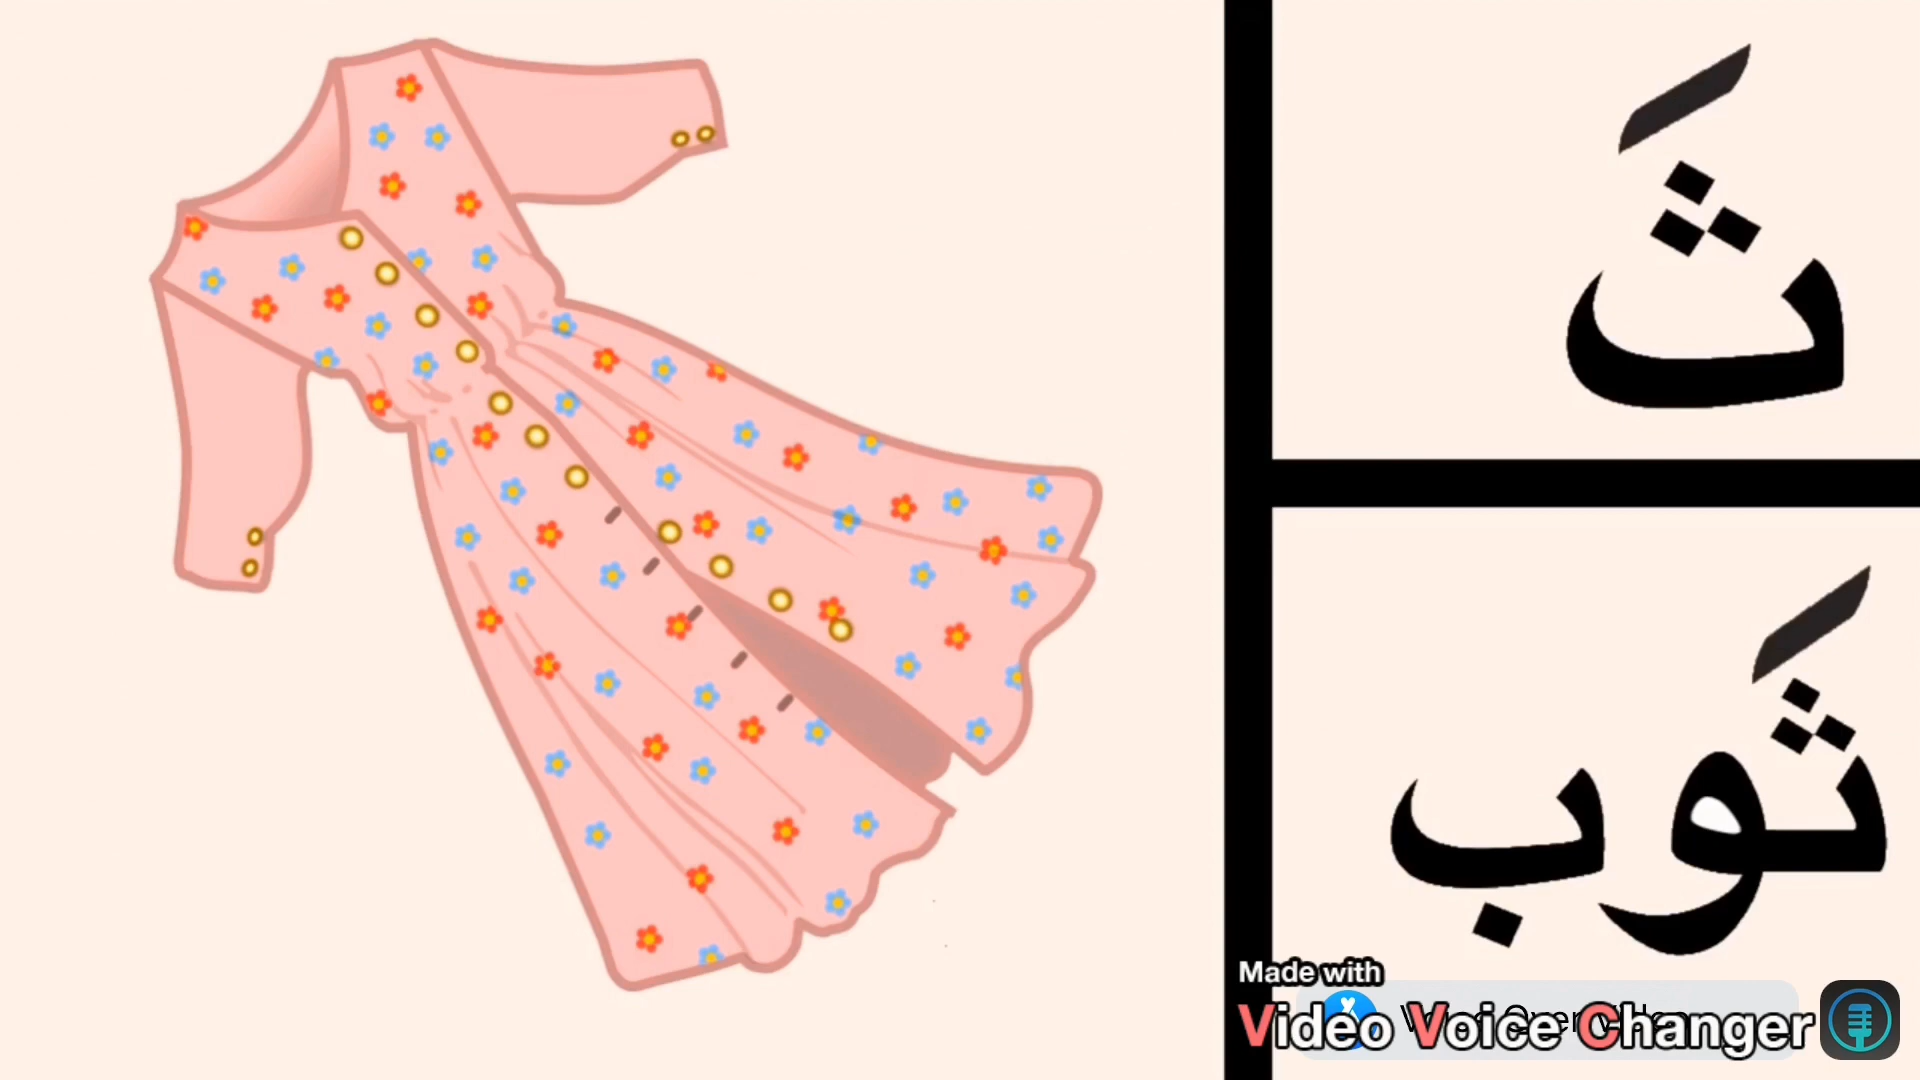 ثَ
ثَوب
Made with
Video Voice Changer